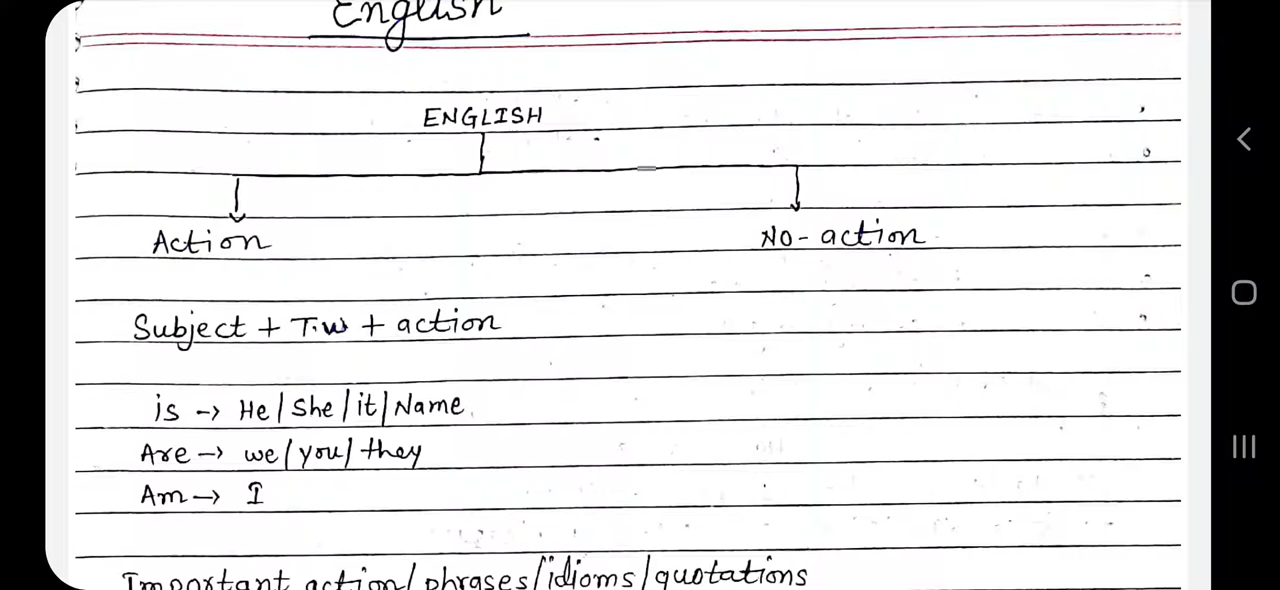 English
ENGLISH
Action
No-action
Subject + T.W + action
is → He/She/it/Name
Are → we/you/they
Am → I
Important action/phrases/idioms/quotations